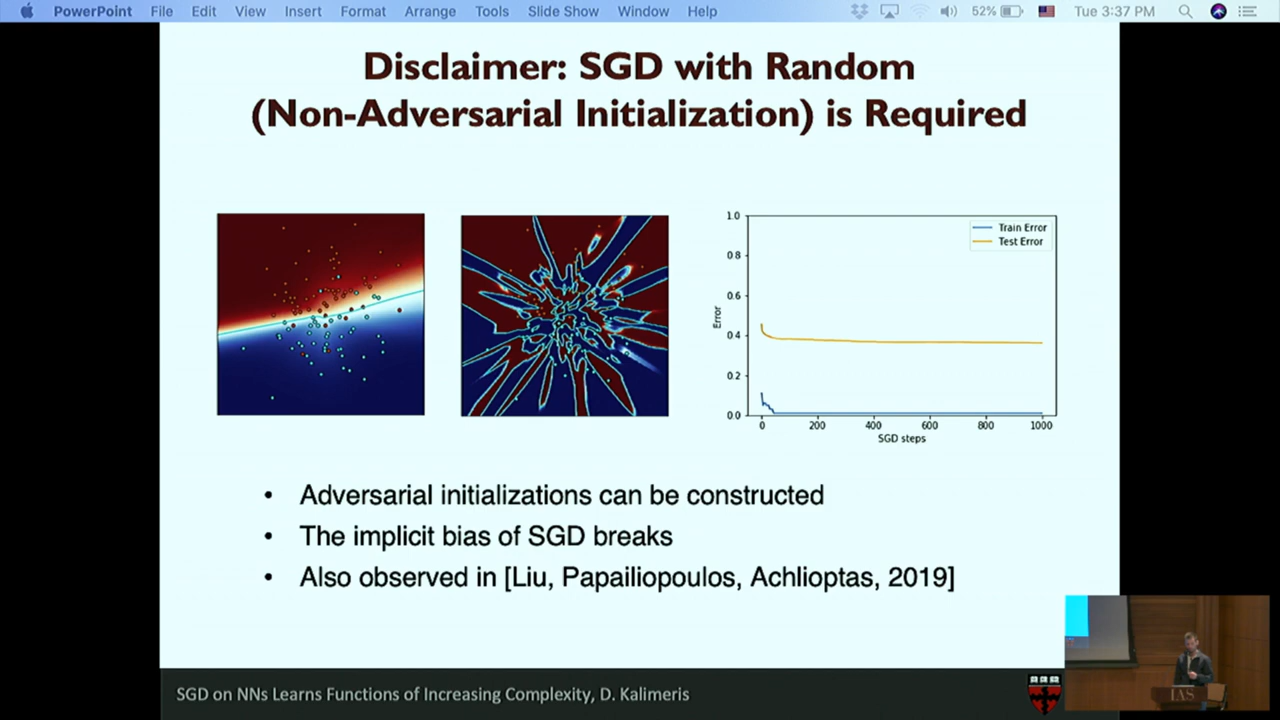 PowerPoint File Edit View Insert Format Arrange Tools Slide Show Window Help 52% Tue 3:37 PM
Disclaimer: SGD with Random
(Non-Adversarial Initialization) is Required
1.0
0.8
0.6
0.4
0.2
0.0
Error
Train Error
Test Error
0 200 400 600 800 1000
SGD steps
• Adversarial initializations can be constructed
• The implicit bias of SGD breaks
• Also observed in [Liu, Papailiopoulos, Achlioptas, 2019]
SGD on NNs Learns Functions of Increasing Complexity, D. Kalimeris
IAS